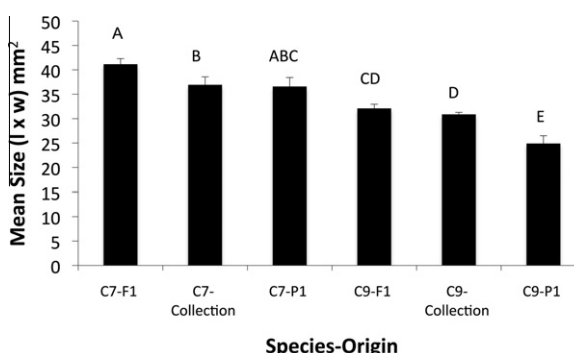 Mean Size (l x w) mm²
50
45
40
35
30
25
20
15
10
5
0
A
B
ABC
CD
D
E
C7-F1
C7-
Collection
C7-P1
C9-F1
C9-
Collection
C9-P1
Species-Origin